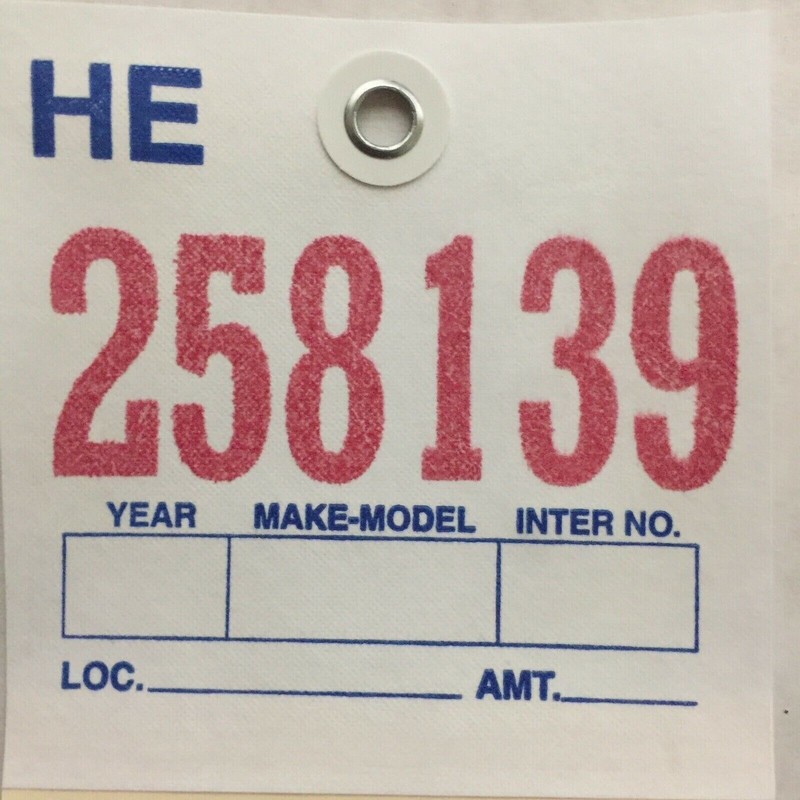 HE
258139
YEAR MAKE-MODEL INTER NO.
LOC. AMT.